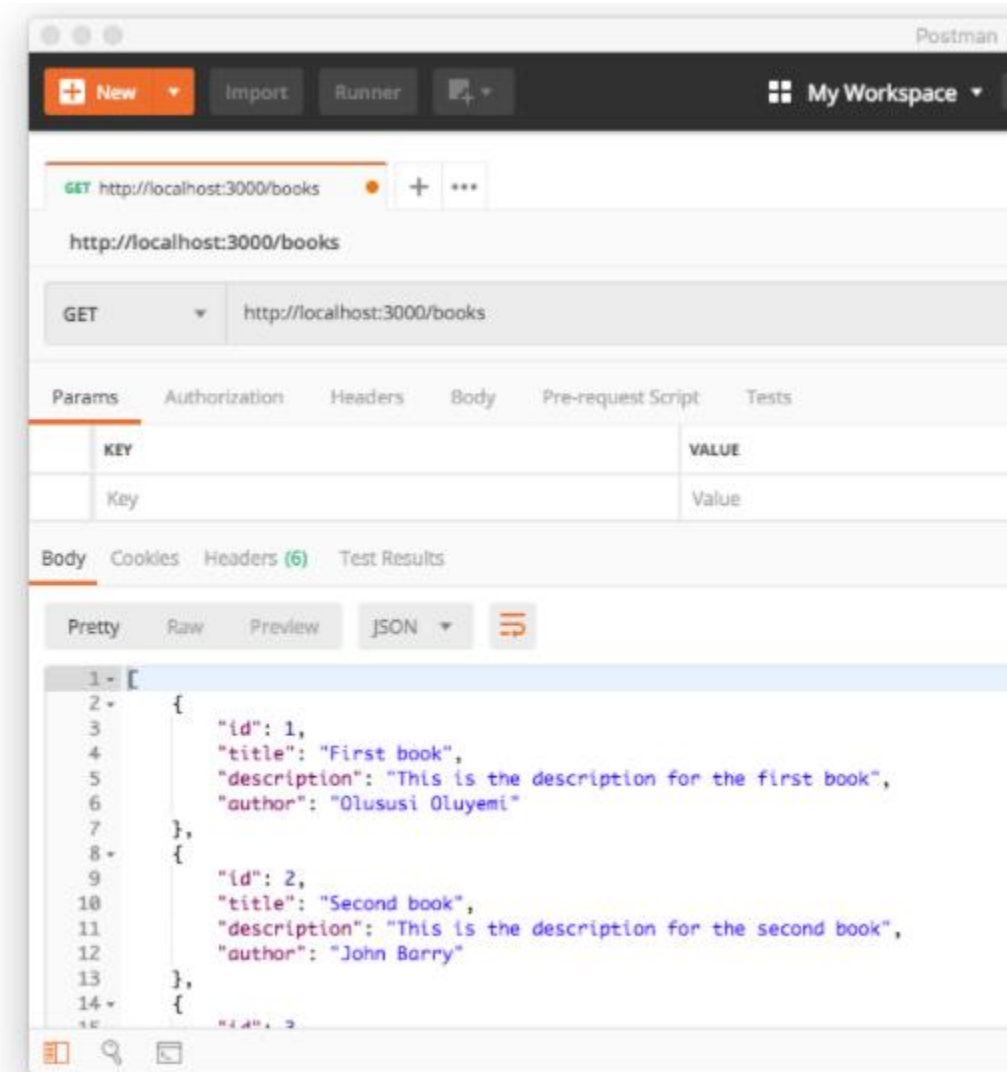 Postman
New Import Runner My Workspace
GET http://localhost:3000/books
http://localhost:3000/books
GET http://localhost:3000/books
Params Authorization Headers Body Pre-request Script Tests
KEY VALUE
Key Value
Body Cookies Headers (6) Test Results
Pretty Raw Preview JSON
1 [
2 {
3 "id": 1,
4 "title": "First book",
5 "description": "This is the description for the first book",
6 "author": "Olususi Oluyemi"
7 },
8 {
9 "id": 2,
10 "title": "Second book",
11 "description": "This is the description for the second book",
12 "author": "John Barry"
13 },
14 {
15 "id": 3